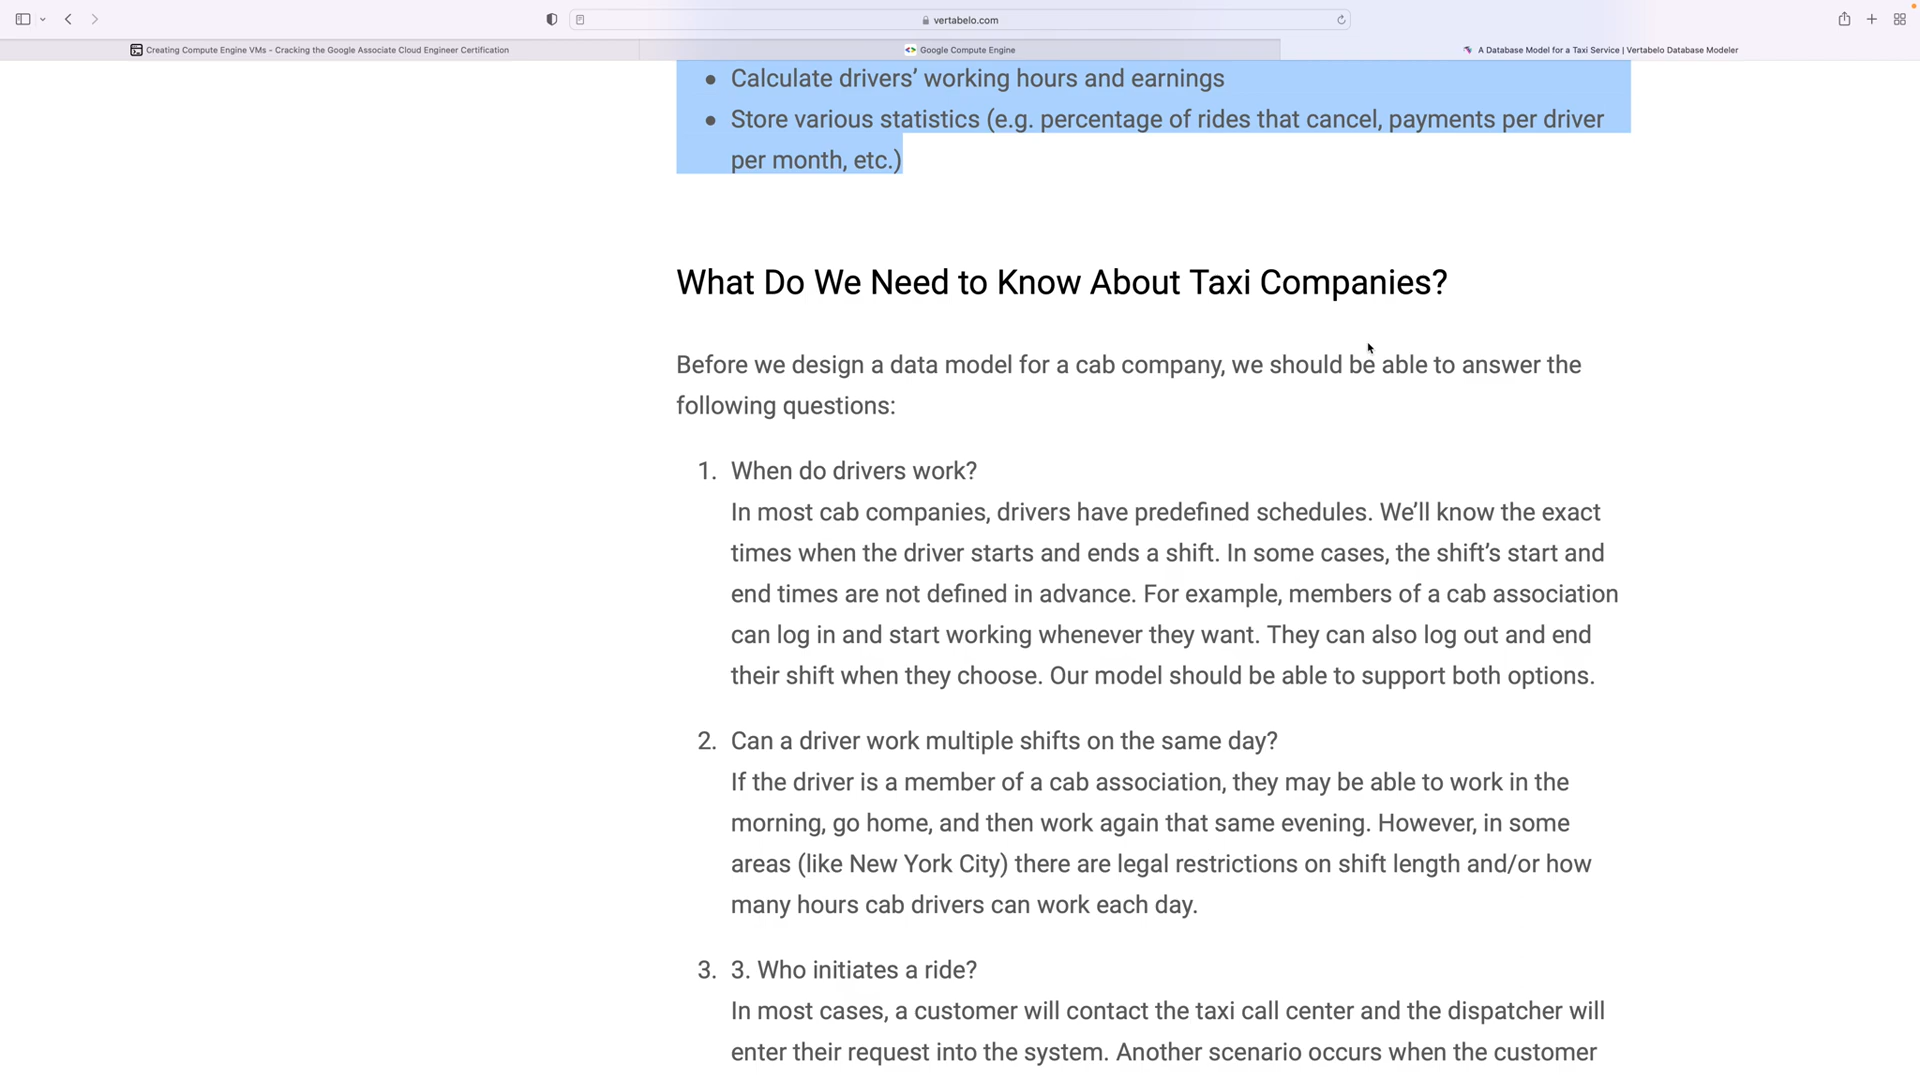 vertabelo.com
Creating Compute Engine VMs - Cracking the Google Associate Cloud Engineer Certification
Google Compute Engine
A Database Model for a Taxi Service | Vertabelo Database Modeler
• Calculate drivers’ working hours and earnings
• Store various statistics (e.g. percentage of rides that cancel, payments per driver
per month, etc.)
What Do We Need to Know About Taxi Companies?
Before we design a data model for a cab company, we should be able to answer the
following questions:
1. When do drivers work?
In most cab companies, drivers have predefined schedules. We’ll know the exact
times when the driver starts and ends a shift. In some cases, the shift’s start and
end times are not defined in advance. For example, members of a cab association
can log in and start working whenever they want. They can also log out and end
their shift when they choose. Our model should be able to support both options.
2. Can a driver work multiple shifts on the same day?
If the driver is a member of a cab association, they may be able to work in the
morning, go home, and then work again that same evening. However, in some
areas (like New York City) there are legal restrictions on shift length and/or how
many hours cab drivers can work each day.
3. 3. Who initiates a ride?
In most cases, a customer will contact the taxi call center and the dispatcher will
enter their request into the system. Another scenario occurs when the customer